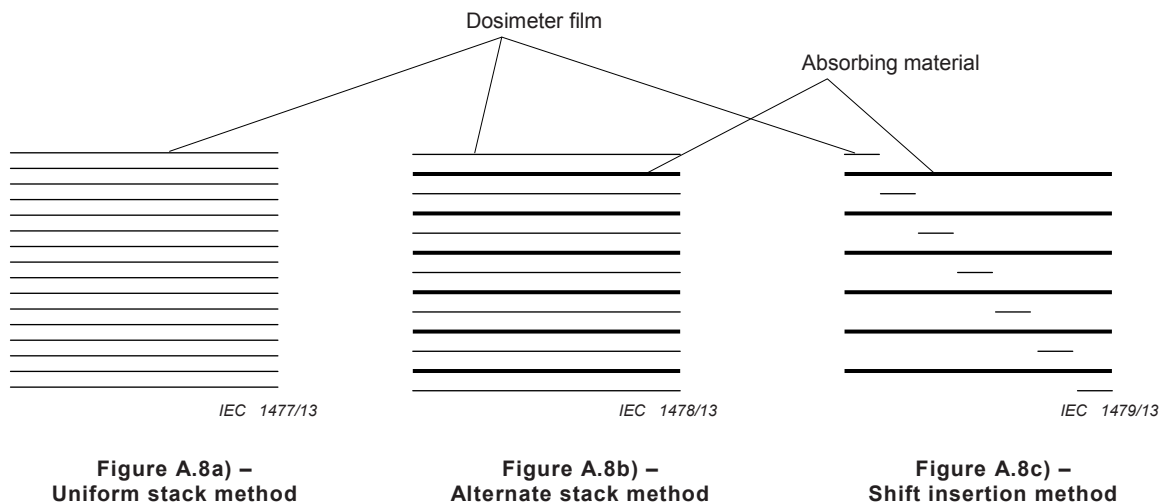 Dosimeter film
Absorbing material
IEC 1477/13
IEC 1478/13
IEC 1479/13
Figure A.8a) –
Uniform stack method
Figure A.8b) –
Alternate stack method
Figure A.8c) –
Shift insertion method